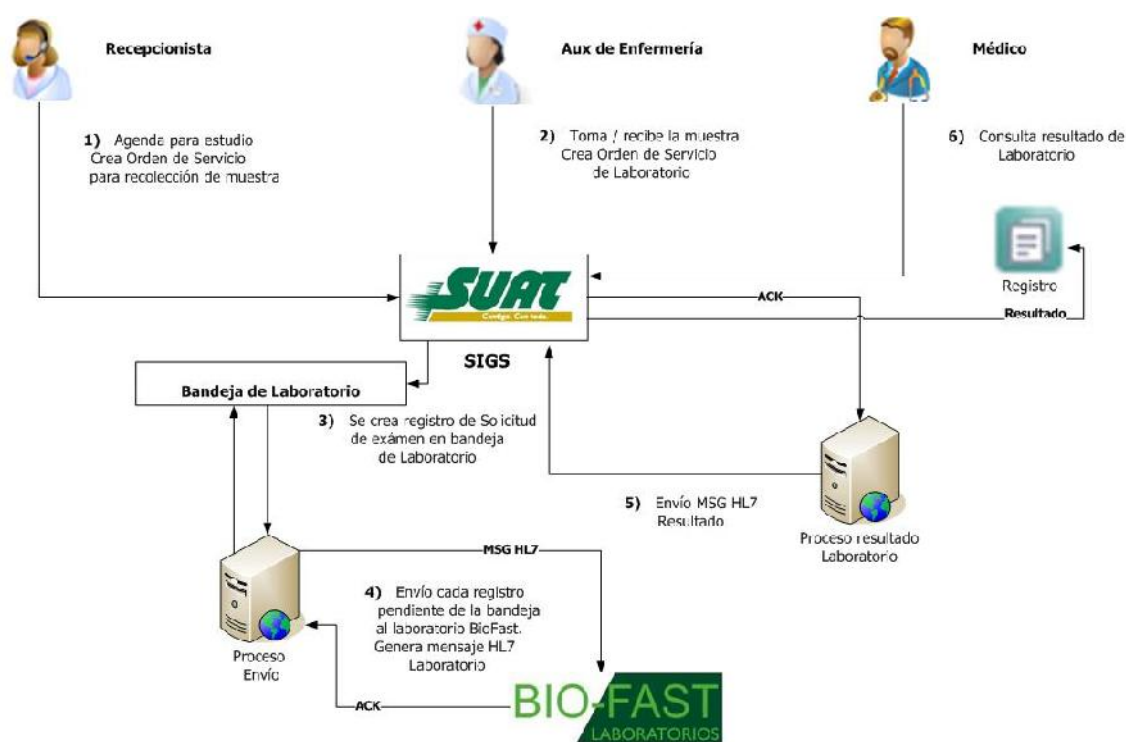 Recepcionista
Aux de Enfermería
Médico
1) Agenda para estudio
Crea Orden de Servicio
para recolección de muestra
2) Toma / recibe la muestra
Crea Orden de Servicio
de Laboratorio
6) Consulta resultado de
Laboratorio
SUAT
Contigo. Con todo.
SIGS
ACK
Resultado
Registro
Bandeja de Laboratorio
3) Se crea registro de Solicitud
de exámen en bandeja
de Laboratorio
5) Envío MSG HL7
Resultado
Proceso resultado
Laboratorio
MSG HL7
4) Envío cada registro
pendiente de la bandeja
al laboratorio BioFast.
Genera mensaje HL7
Laboratorio
Proceso
Envío
ACK
BIO-FAST
LABORATORIOS